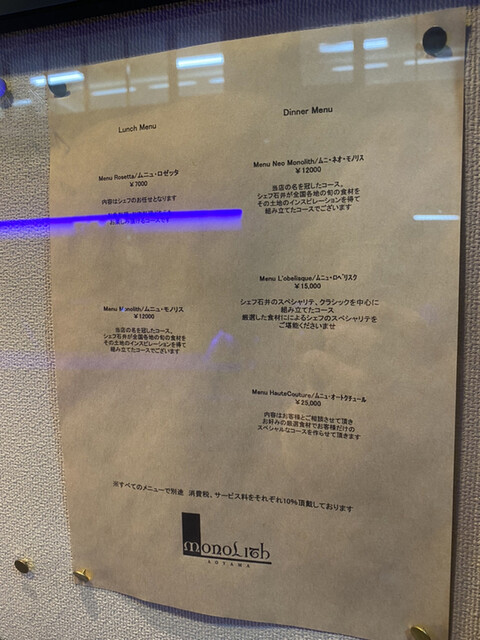 Lunch Menu
Menu Rosetta/ムニュ・ロゼッタ
¥7000
内容はシェフのお任せとなります
Menu Monolith/ムニュ・モノリス
¥12000
当店の名を冠したコース。
シェフ石井が全国各地の旬の食材を
その土地のインスピレーションを得て
組み立てたコースでございます
Dinner Menu
Menu Neo Monolith/ムニ・ネオ・モノリス
¥12000
当店の名を冠したコース。
シェフ石井が全国各地の旬の食材を
その土地のインスピレーションを得て
組み立てたコースでございます
Menu L'obelisque/ムニュ・ロベリスク
¥15,000
シェフ石井のスペシャリテ、クラシックを中心に
組み立てたコース
厳選した食材にによるシェフのスペシャリテを
ご堪能くださいませ
Menu HauteCouture/ムニュ・オートクチュール
¥25,000
内容はお客様とご相談させて頂き
お好みの厳選食材でお客様だけの
スペシャルなコースを作らせて頂きます
※すべてのメニューで別途 消費税、サービス料をそれぞれ10%頂戴しております
monolith
AOYAMA